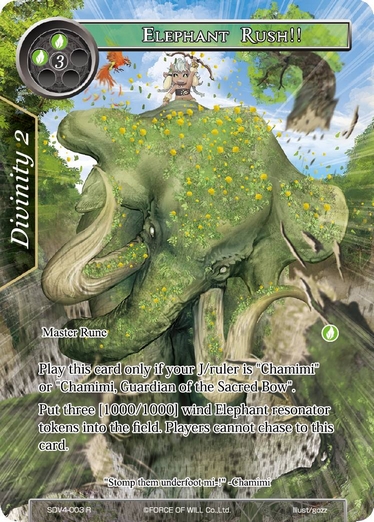 Elephant Rush!!
3
Divinity 2
Master Rune
Play this card only if your J/ruler is "Chamimi"
or "Chamimi, Guardian of the Sacred Bow".
Put three [1000/1000] wind Elephant resonator
tokens into the field. Players cannot chase to this
card.
"Stomp them underfoot-mi-!" -Chamimi
SDV4-003 R ©FORCE OF WILL Co.,Ltd. Illust/gozz